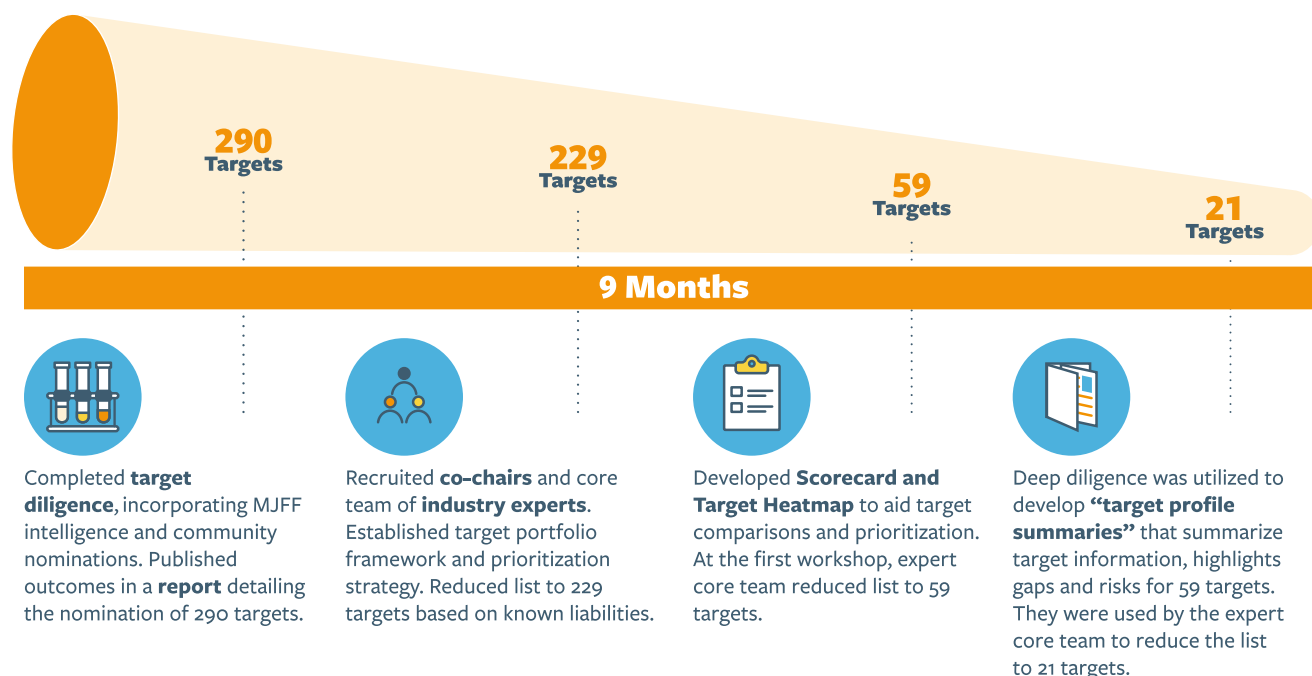 290
Targets
229
Targets
59
Targets
21
Targets
9 Months
Completed target
diligence, incorporating MJFF
intelligence and community
nominations. Published
outcomes in a report detailing
the nomination of 290 targets.
Recruited co-chairs and core
team of industry experts.
Established target portfolio
framework and prioritization
strategy. Reduced list to 229
targets based on known liabilities.
Developed Scorecard and
Target Heatmap to aid target
comparisons and prioritization.
At the first workshop, expert
core team reduced list to 59
targets.
Deep diligence was utilized to
develop “target profile
summaries” that summarize
target information, highlights
gaps and risks for 59 targets.
They were used by the expert
core team to reduce the list
to 21 targets.